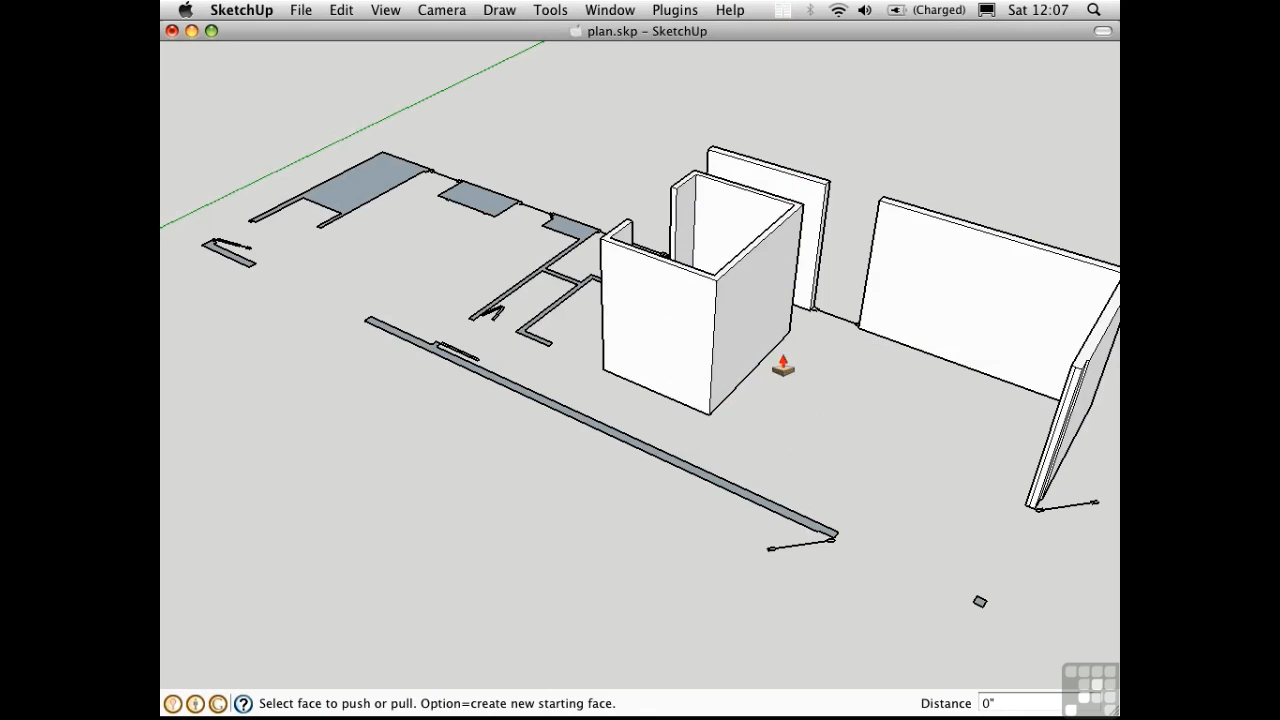 SketchUp File Edit View Camera Draw Tools Window Plugins Help (Charged) Sat 12:07
plan.skp – SketchUp
Select face to push or pull. Option=create new starting face. Distance 0"